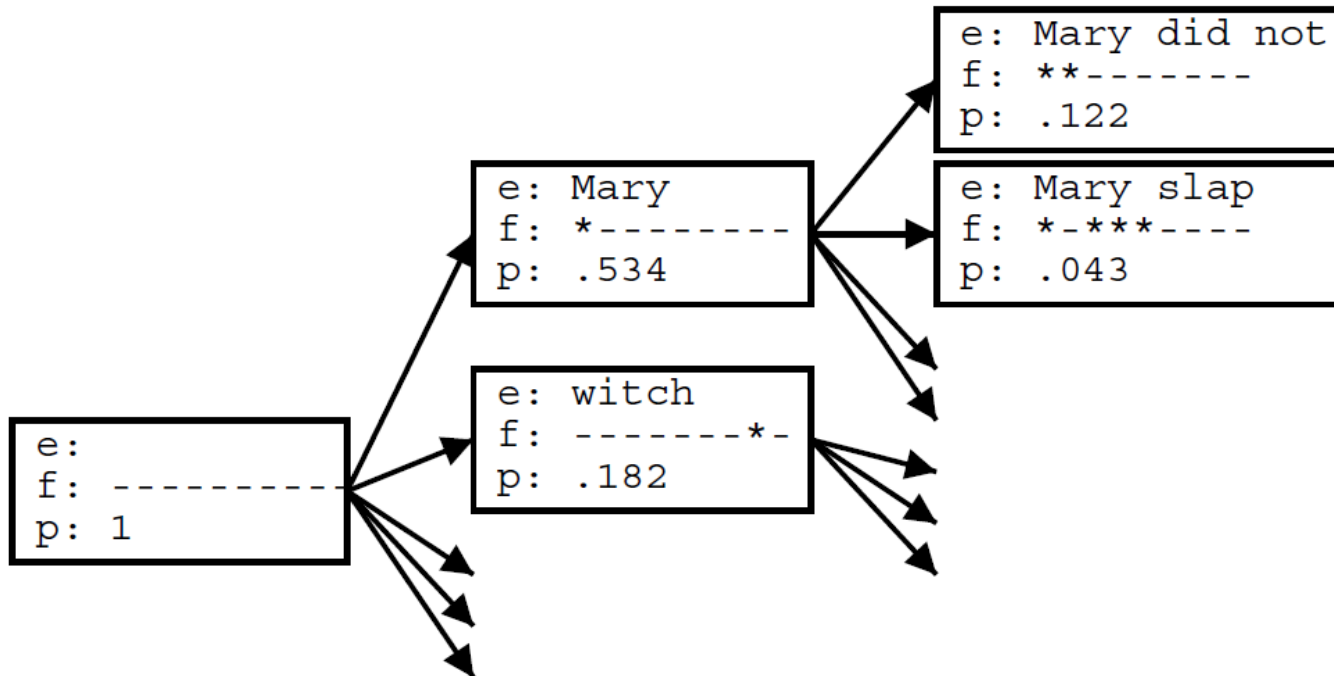 e: Mary did not
f: **-------
p: .122
e: Mary slap
f: *-***----
p: .043
e: Mary
f: *--------
p: .534
e: witch
f: -------*-
p: .182
e:
f: ----------
p: 1